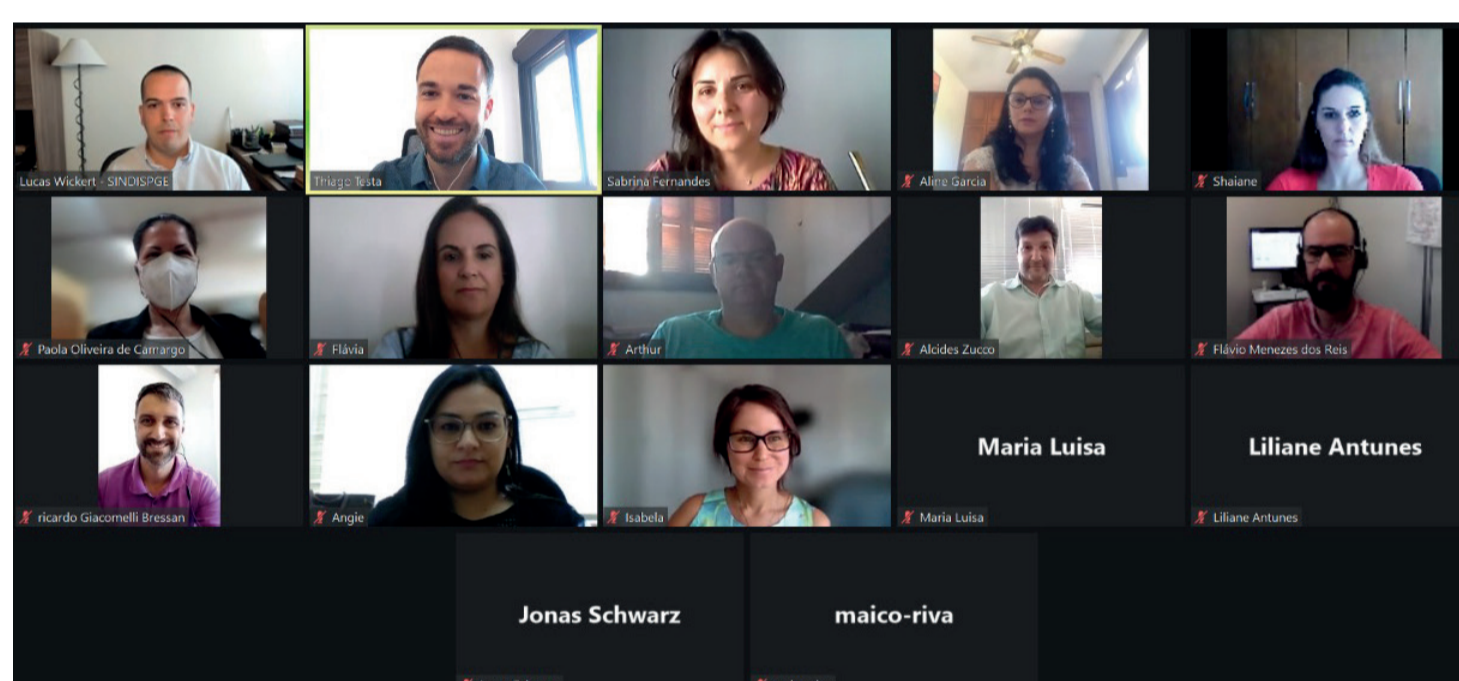 Lucas Wickert - SINDISPGE
Thiago Testa
Sabrina Fernandes
Aline Garcia
Shaiane
Paola Oliveira de Camargo
Flávia
Arthur
Alcides Zucco
Flávio Menezes dos Reis
ricardo Giacomelli Bressan
Angie
Isabela
Maria Luisa
Maria Luisa
Liliane Antunes
Liliane Antunes
Jonas Schwarz
maico-riva